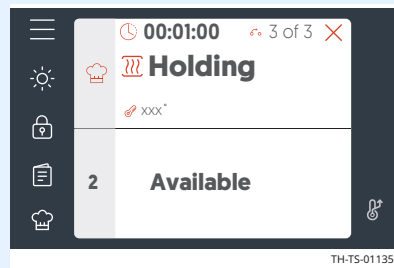 00:01:00 3 of 3
Holding
xxx°
2 Available
TH-TS-01135